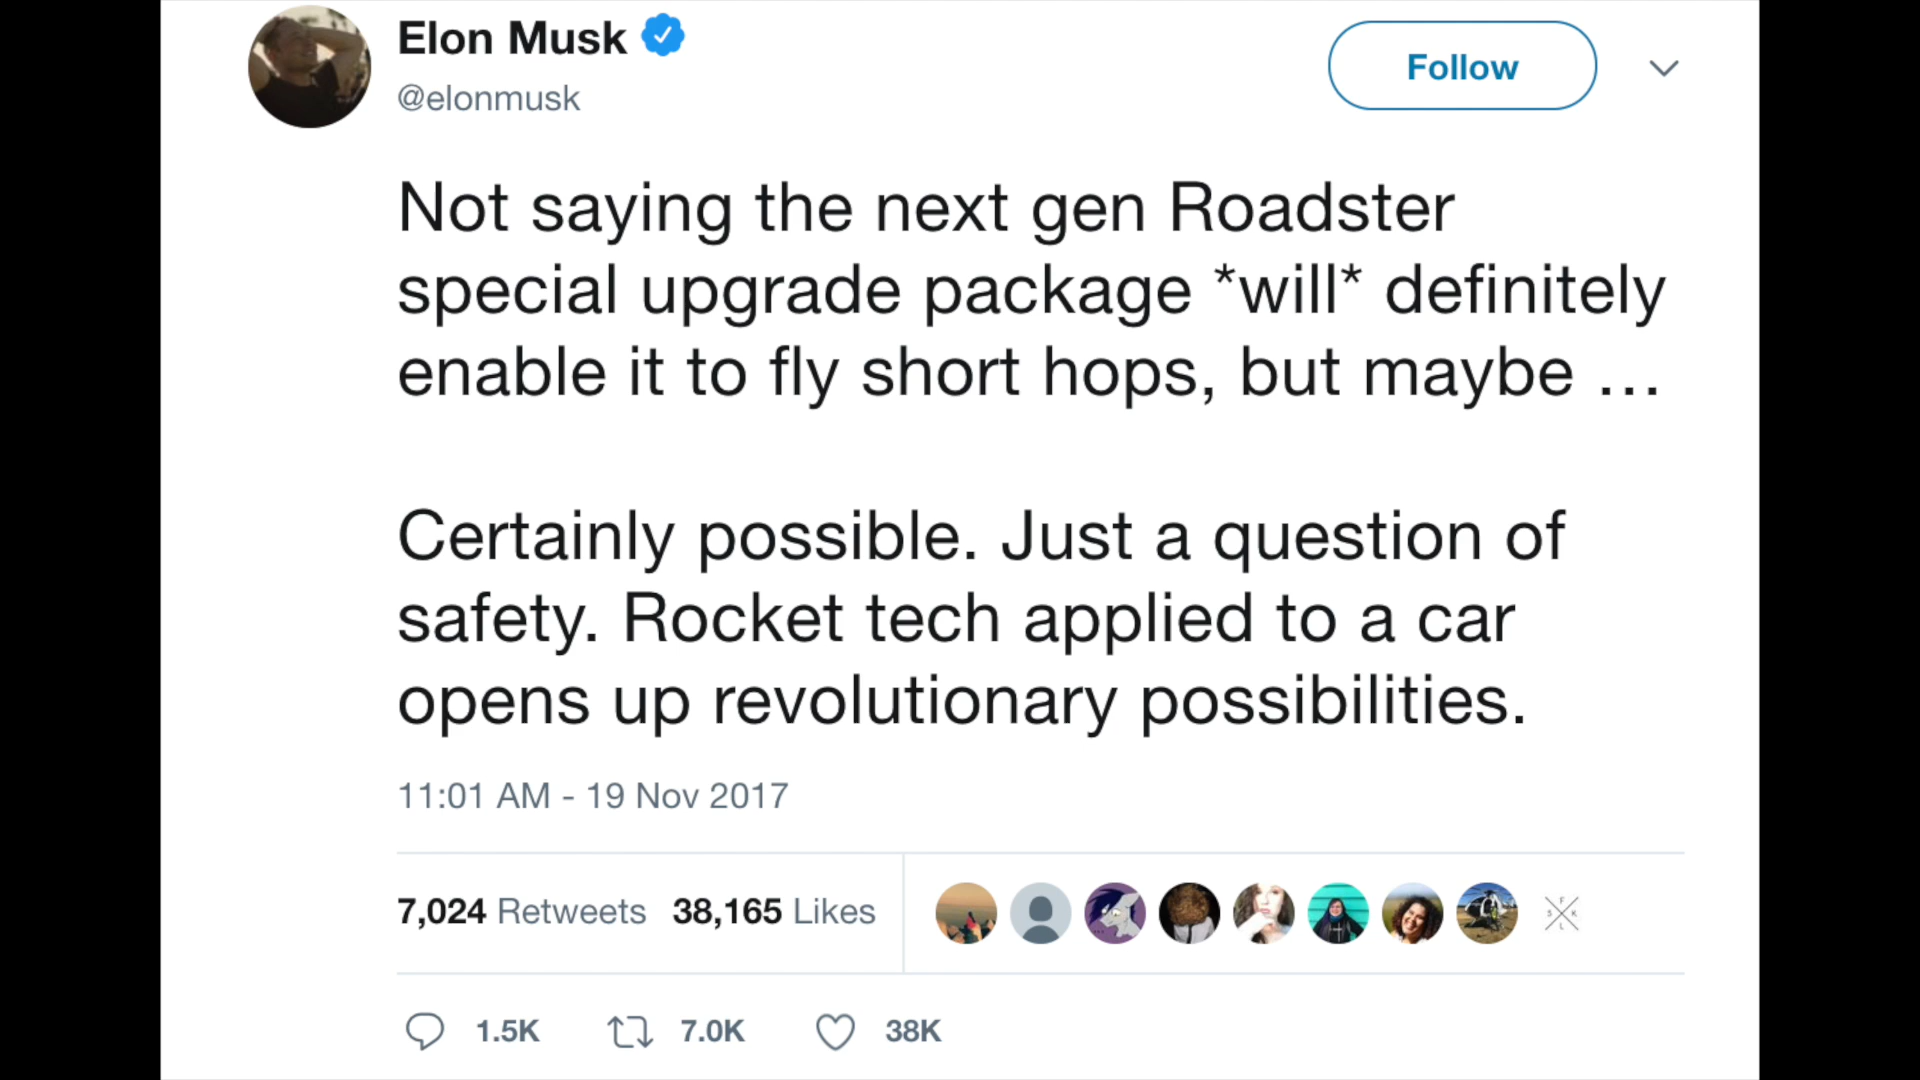 Elon Musk
@elonmusk
Follow
Not saying the next gen Roadster
special upgrade package *will* definitely
enable it to fly short hops, but maybe …
Certainly possible. Just a question of
safety. Rocket tech applied to a car
opens up revolutionary possibilities.
11:01 AM - 19 Nov 2017
7,024 Retweets 38,165 Likes
F
S K
L
1.5K 7.0K 38K